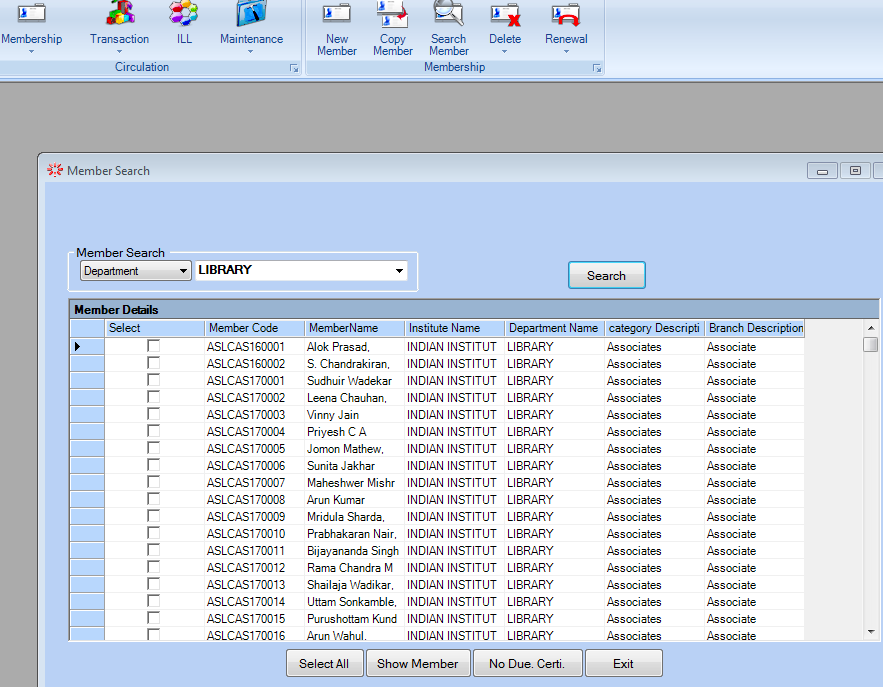 Membership Transaction ILL Maintenance New Member Copy Member Search Member Delete Renewal
Circulation Membership
Member Search
Member Search
Department LIBRARY Search
Member Details
Select Member Code MemberName Institute Name Department Name category Descripti Branch Description
ASLCAS160001 Alok Prasad, INDIAN INSTITUT LIBRARY Associates Associate
ASLCAS160002 S. Chandrakiran, INDIAN INSTITUT LIBRARY Associates Associate
ASLCAS170001 Sudhuir Wadekar INDIAN INSTITUT LIBRARY Associates Associate
ASLCAS170002 Leena Chauhan, INDIAN INSTITUT LIBRARY Associates Associate
ASLCAS170003 Vinny Jain INDIAN INSTITUT LIBRARY Associates Associate
ASLCAS170004 Priyesh C A INDIAN INSTITUT LIBRARY Associates Associate
ASLCAS170005 Jomon Mathew, INDIAN INSTITUT LIBRARY Associates Associate
ASLCAS170006 Sunita Jakhar INDIAN INSTITUT LIBRARY Associates Associate
ASLCAS170007 Maheshwer Mishr INDIAN INSTITUT LIBRARY Associates Associate
ASLCAS170008 Arun Kumar INDIAN INSTITUT LIBRARY Associates Associate
ASLCAS170009 Mridula Sharda, INDIAN INSTITUT LIBRARY Associates Associate
ASLCAS170010 Prabhakaran Nair, INDIAN INSTITUT LIBRARY Associates Associate
ASLCAS170011 Bijayananda Singh INDIAN INSTITUT LIBRARY Associates Associate
ASLCAS170012 Rama Chandra M INDIAN INSTITUT LIBRARY Associates Associate
ASLCAS170013 Shailaja Wadikar, INDIAN INSTITUT LIBRARY Associates Associate
ASLCAS170014 Uttam Sonkamble, INDIAN INSTITUT LIBRARY Associates Associate
ASLCAS170015 Purushottam Kund INDIAN INSTITUT LIBRARY Associates Associate
ASLCAS170016 Arun Wahul, INDIAN INSTITUT LIBRARY Associates Associate
Select All Show Member No Due. Certi. Exit